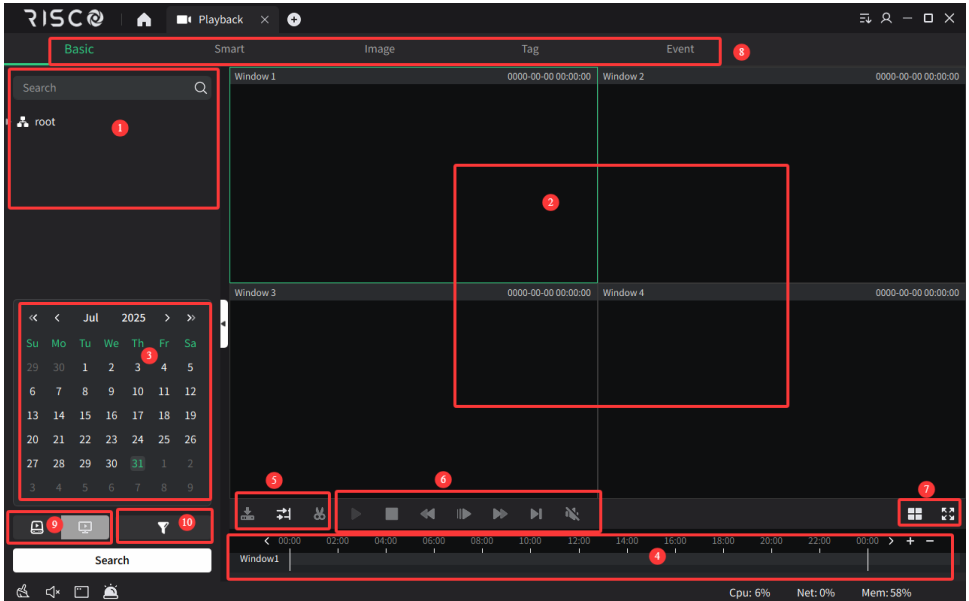 RISCO Playback
Basic Smart Image Tag Event 8
Search
root 1
Window 1 0000-00-00 00:00:00 Window 2 0000-00-00 00:00:00
2
Window 3 0000-00-00 00:00:00 Window 4 0000-00-00 00:00:00
Jul 2025
Su Mo Tu We Th Fr Sa
3
29 30 1 2 3 4 5
6 7 8 9 10 11 12
13 14 15 16 17 18 19
20 21 22 23 24 25 26
27 28 29 30 31 1 2
3 4 5 6 7 8 9
5 6 7
9 10
Search
00:00 02:00 04:00 06:00 08:00 10:00 12:00 14:00 16:00 18:00 20:00 22:00 00:00
Window1 4
Cpu: 6% Net: 0% Mem: 58%